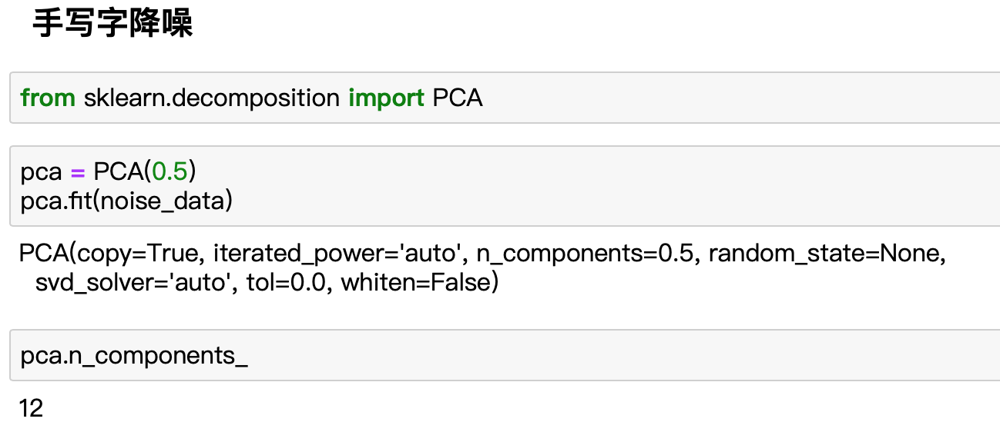 手写字降噪
from sklearn.decomposition import PCA
pca = PCA(0.5)
pca.fit(noise_data)
PCA(copy=True, iterated_power='auto', n_components=0.5, random_state=None,
svd_solver='auto', tol=0.0, whiten=False)
pca.n_components_
12